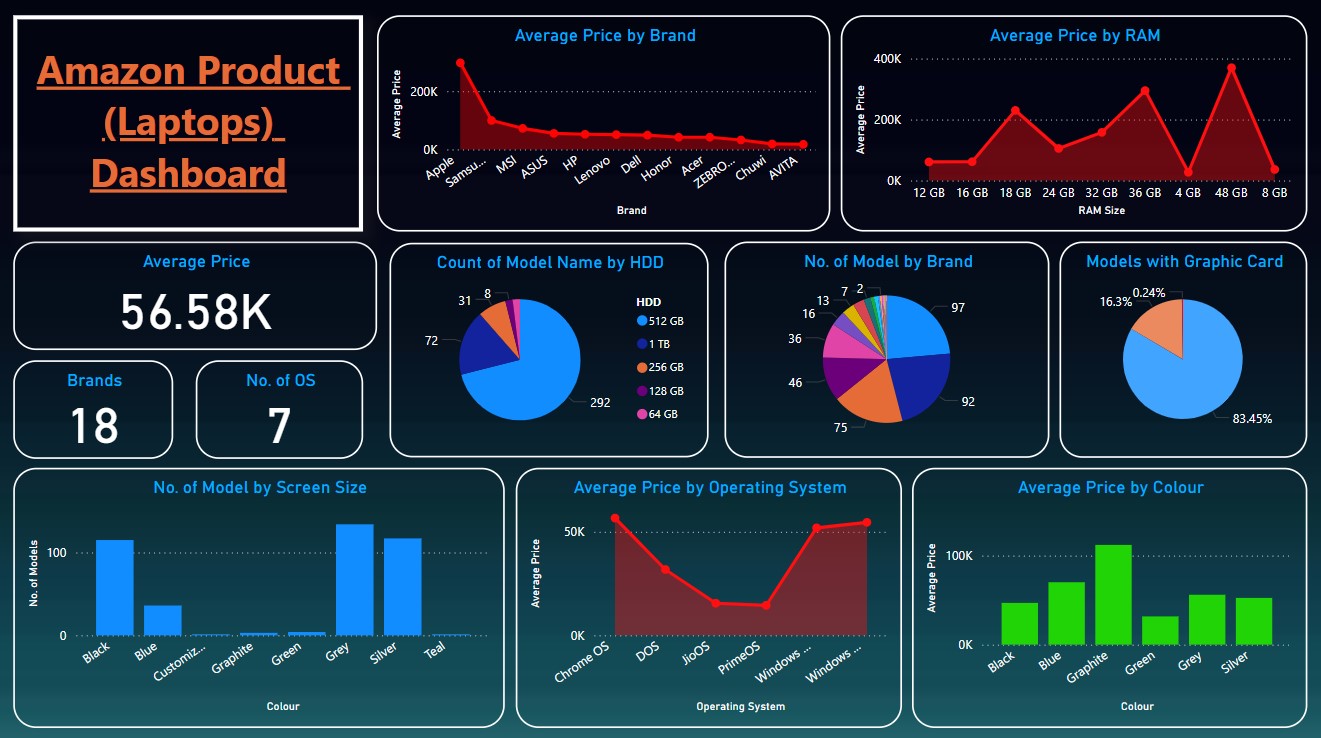 Amazon Product
(Laptops)
Dashboard
Average Price by Brand
Average Price
200K
0K
Apple
Samsu...
MSI
ASUS
HP
Lenovo
Dell
Honor
Acer
ZEBRO...
Chuwi
AVITA
Brand
Average Price by RAM
Average Price
400K
200K
0K
12 GB
16 GB
18 GB
24 GB
32 GB
36 GB
4 GB
48 GB
8 GB
RAM Size
Average Price
56.58K
Brands
18
No. of OS
7
Count of Model Name by HDD
8
31
72
292
HDD
512 GB
1 TB
256 GB
128 GB
64 GB
No. of Model by Brand
2
7
13
16
36
46
75
92
97
Models with Graphic Card
0.24%
16.3%
83.45%
No. of Model by Screen Size
No. of Models
100
0
Black
Blue
Customiz...
Graphite
Green
Grey
Silver
Teal
Colour
Average Price by Operating System
Average Price
50K
0K
Chrome OS
DOS
JioOS
PrimeOS
Windows ...
Windows ...
Operating System
Average Price by Colour
Average Price
100K
0K
Black
Blue
Graphite
Green
Grey
Silver
Colour